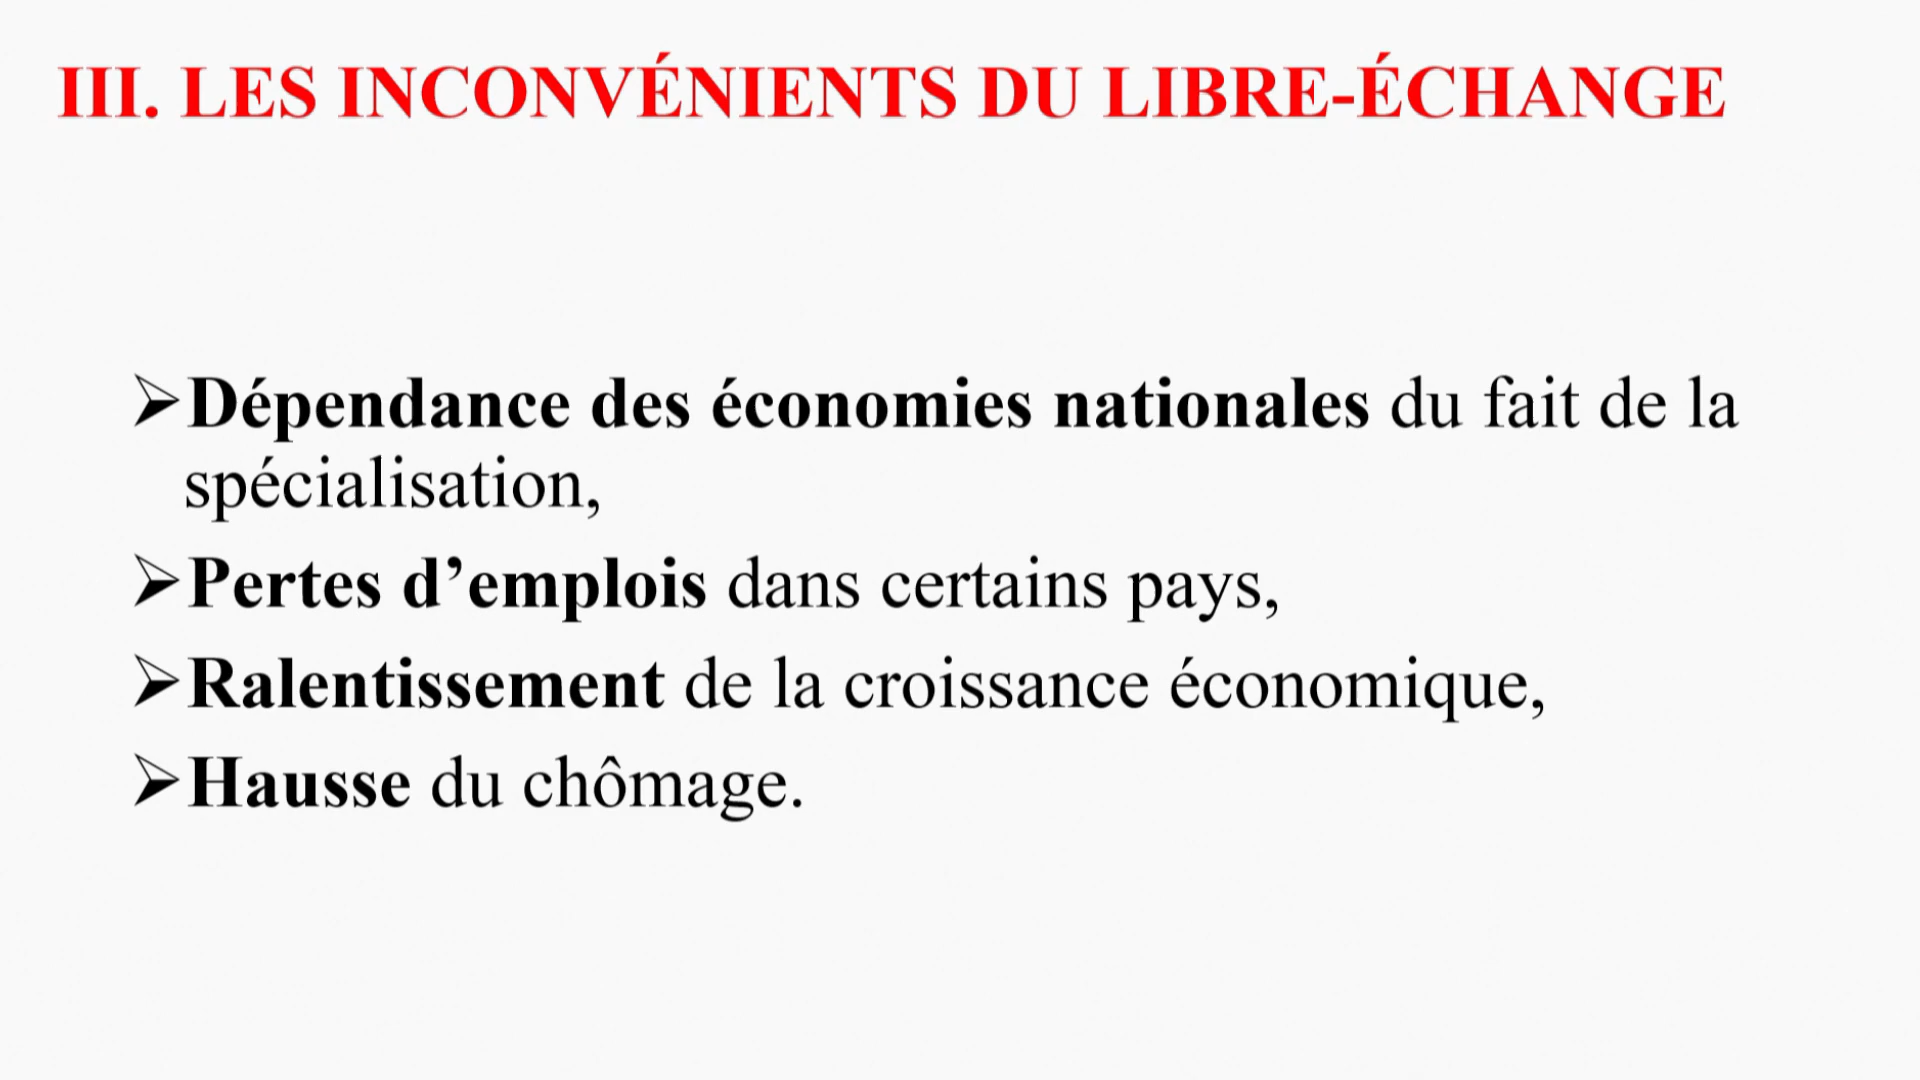 III. LES INCONVÉNIENTS DU LIBRE-ÉCHANGE
➢Dépendance des économies nationales du fait de la
spécialisation,
➢Pertes d’emplois dans certains pays,
➢Ralentissement de la croissance économique,
➢Hausse du chômage.